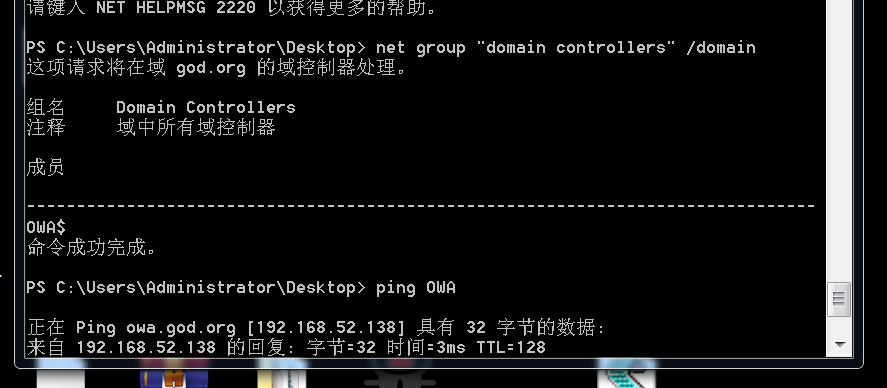 请键入 NET HELPMSG 2220 以获得更多的帮助。
PS C:\Users\Administrator\Desktop> net group "domain controllers" /domain
这项请求将在域 god.org 的域控制器处理。
组名     Domain Controllers
注释     域中所有域控制器
成员
-------------------------------------------------------------------------------
OWA$
命令成功完成。
PS C:\Users\Administrator\Desktop> ping OWA
正在 Ping owa.god.org [192.168.52.138] 具有 32 字节的数据:
来自 192.168.52.138 的回复: 字节=32 时间=3ms TTL=128